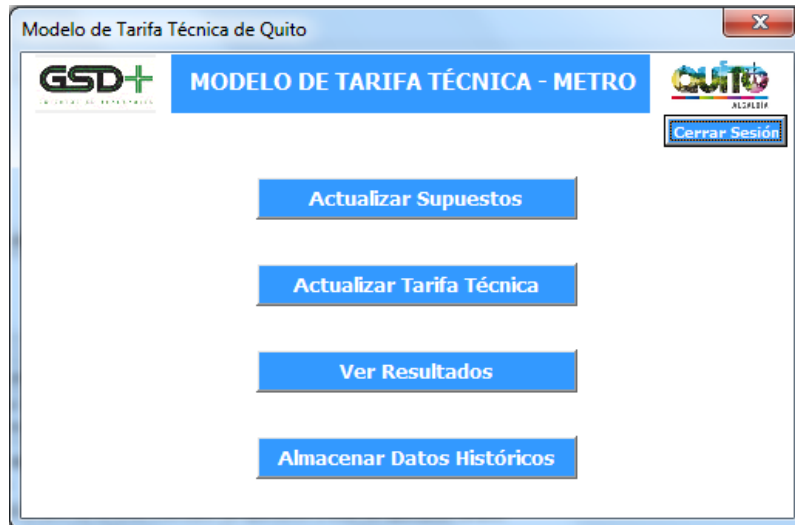 Modelo de Tarifa Técnica de Quito
GSD+
MODELO DE TARIFA TÉCNICA - METRO
QUITO
ALCALDÍA
Cerrar Sesión
Actualizar Supuestos
Actualizar Tarifa Técnica
Ver Resultados
Almacenar Datos Históricos